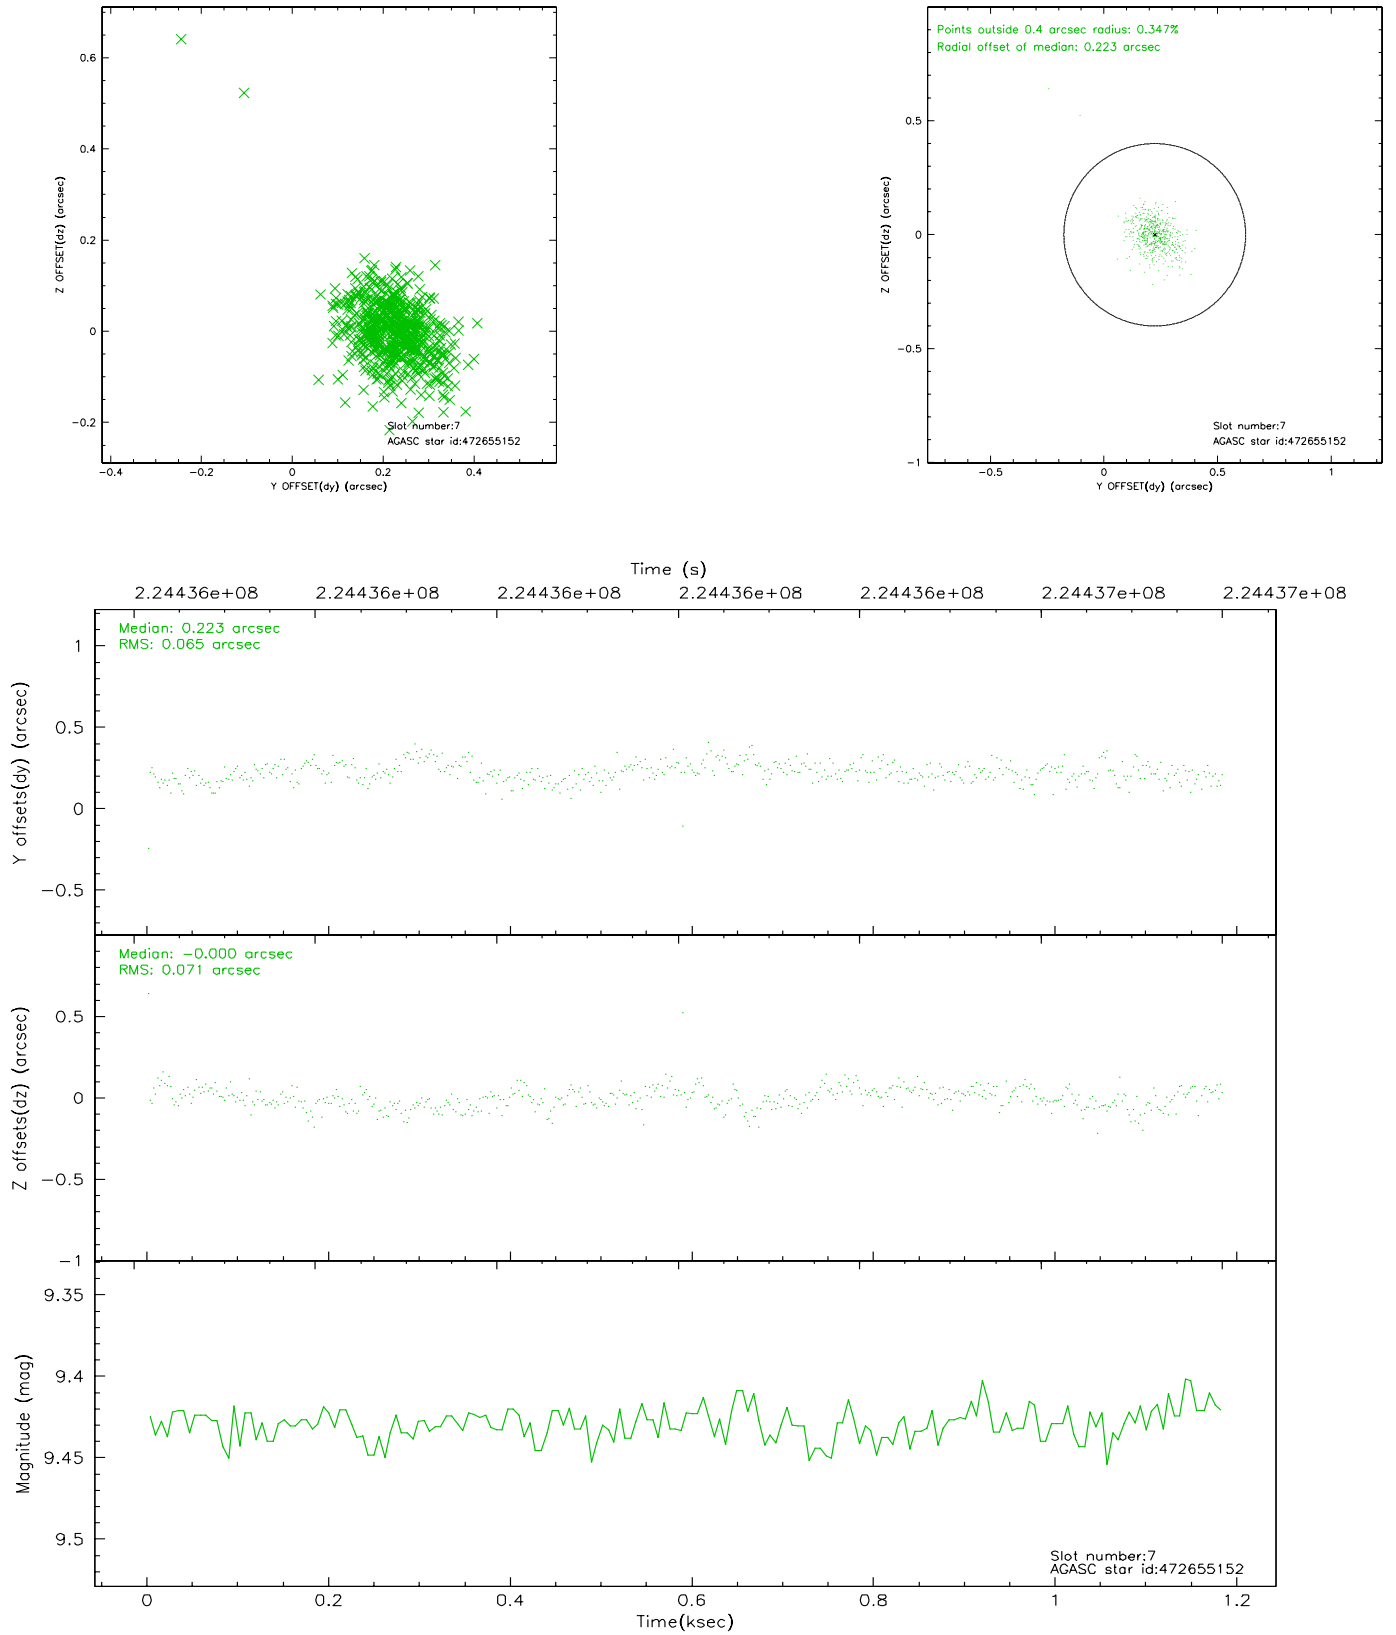 0.6
0.4
0.2
0
−0.2
Z OFFSET(dz) (arcsec)
Slot number:7
AGASC star id:472655152
−0.4 −0.2 0 0.2 0.4
Y OFFSET(dy) (arcsec)
Points outside 0.4 arcsec radius: 0.347%
Radial offset of median: 0.223 arcsec
0.5
0
−0.5
−1
Z OFFSET(dz) (arcsec)
Slot number:7
AGASC star id:472655152
−0.5 0 0.5 1
Y OFFSET(dy) (arcsec)
Time (s)
2.24436e+08 2.24436e+08 2.24436e+08 2.24436e+08 2.24436e+08 2.24437e+08 2.24437e+08
Median: 0.223 arcsec
RMS: 0.065 arcsec
1
0.5
0
−0.5
Y offsets(dy) (arcsec)
Median: −0.000 arcsec
RMS: 0.071 arcsec
0.5
0
−0.5
−1
Z offsets(dz) (arcsec)
9.35
9.4
9.45
9.5
Magnitude (mag)
Slot number:7
AGASC star id:472655152
0 0.2 0.4 0.6 0.8 1 1.2
Time(ksec)